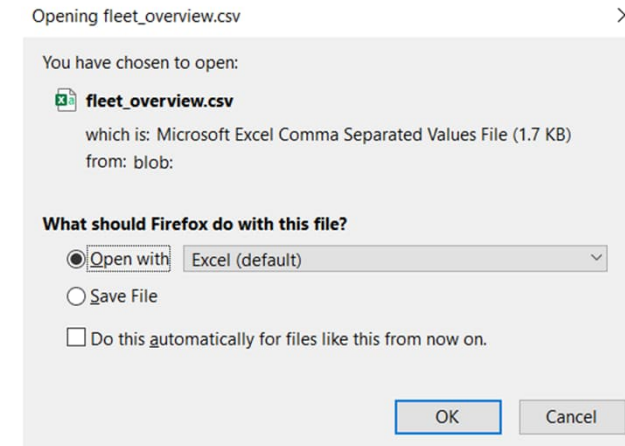 Opening fleet_overview.csv
You have chosen to open:
fleet_overview.csv
which is: Microsoft Excel Comma Separated Values File (1.7 KB)
from: blob:
What should Firefox do with this file?
Open with Excel (default)
Save File
Do this automatically for files like this from now on.
OK Cancel